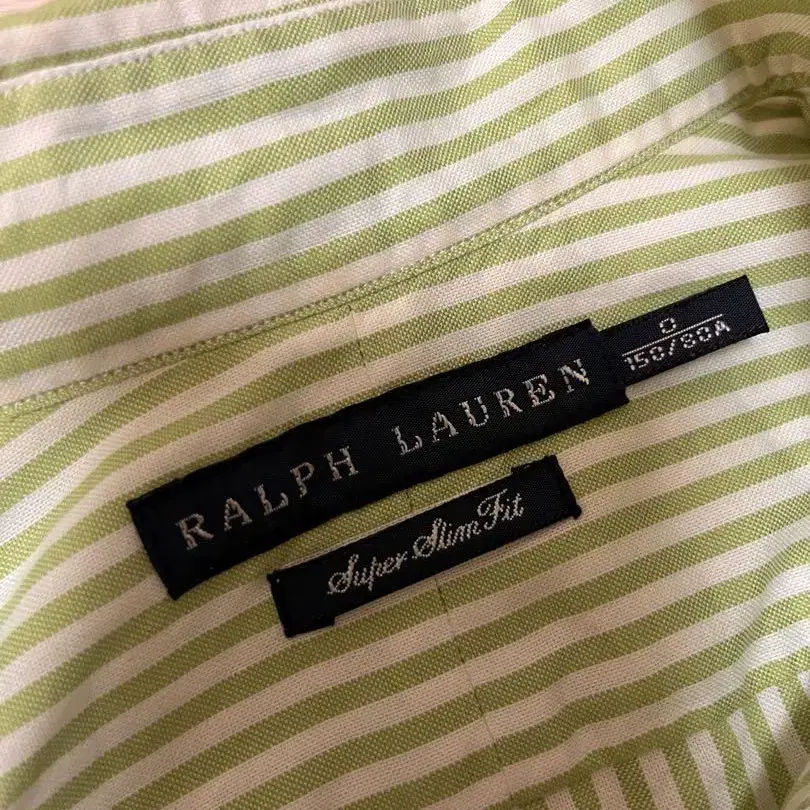 RALPH LAUREN
0
150/80A
Super Slim Fit